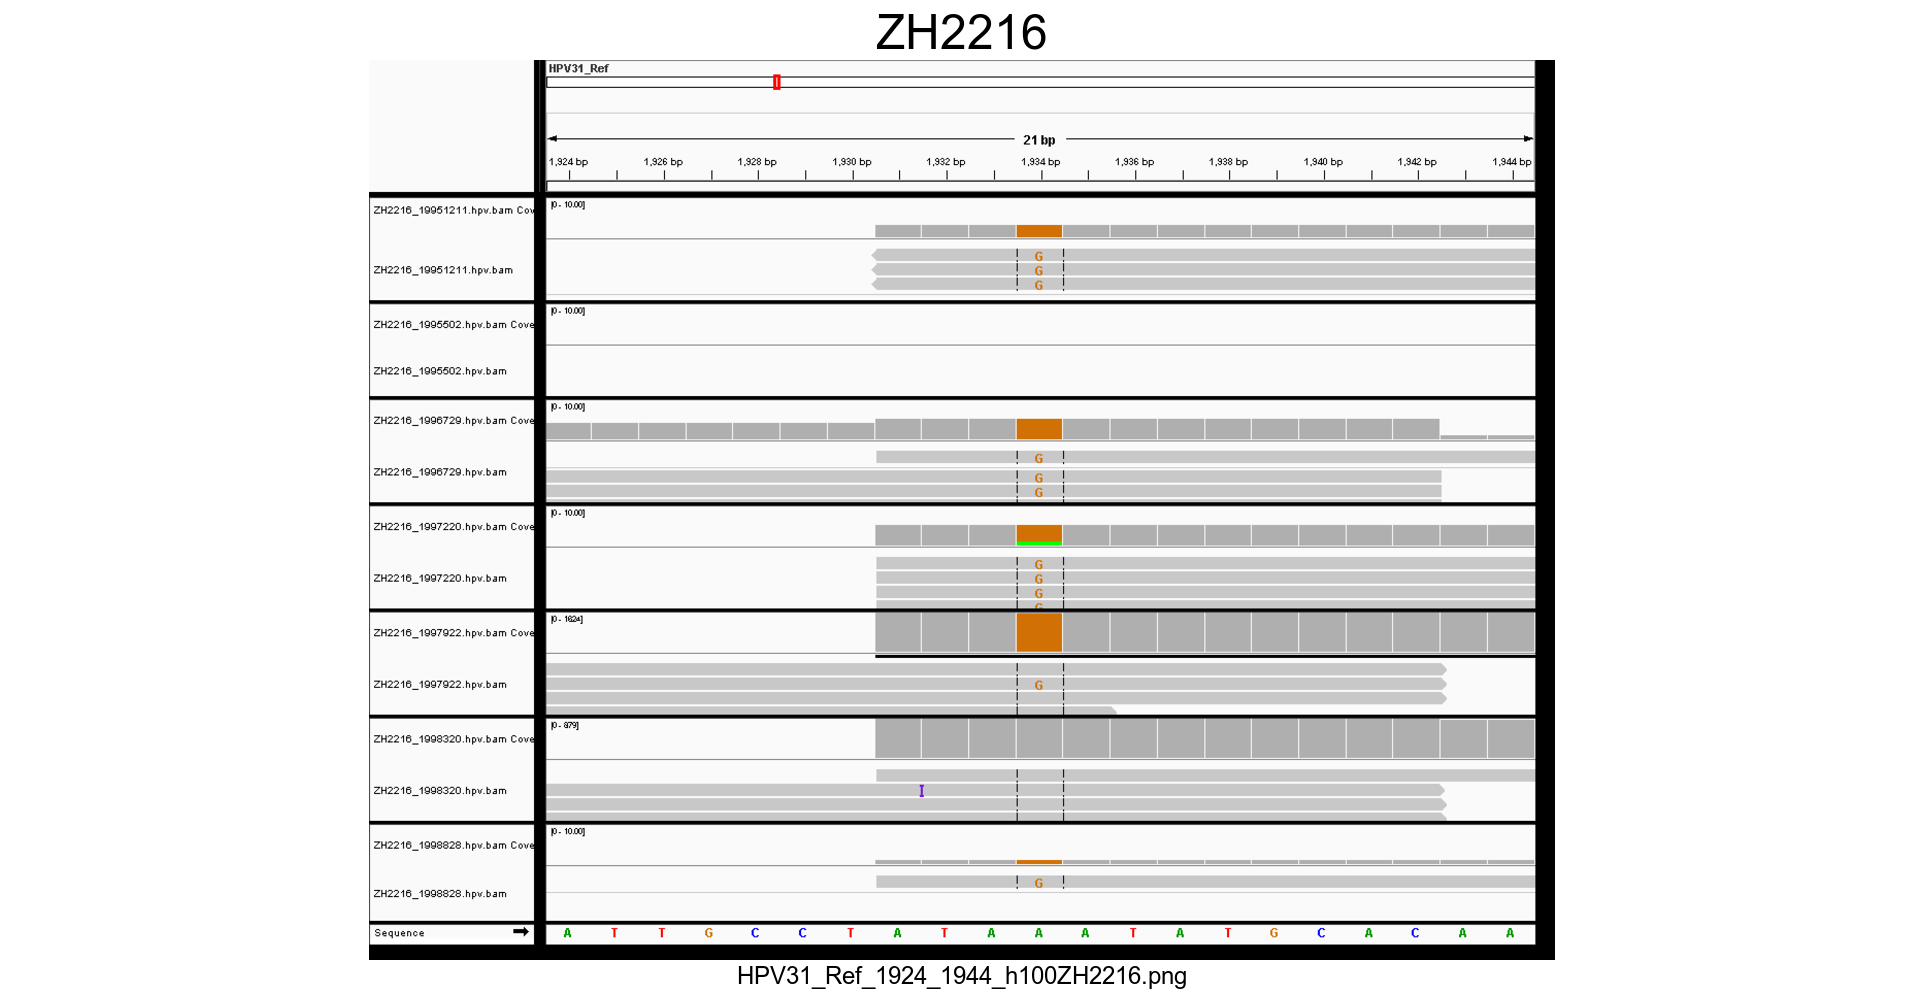 ZH2216
HPV31_Ref
21 bp
1,924 bp 1,926 bp 1,928 bp 1,930 bp 1,932 bp 1,934 bp 1,936 bp 1,938 bp 1,940 bp 1,942 bp 1,944 bp
[0 - 10.00]
ZH2216_19951211.hpv.bam Cov
G
ZH2216_19951211.hpv.bam
G
G
[0 - 10.00]
ZH2216_1995502.hpv.bam Cove
ZH2216_1995502.hpv.bam
[0 - 10.00]
ZH2216_1996729.hpv.bam Cove
G
ZH2216_1996729.hpv.bam
G
G
[0 - 10.00]
ZH2216_1997220.hpv.bam Cove
G
ZH2216_1997220.hpv.bam
G
G
G
[0 - 1624]
ZH2216_1997922.hpv.bam Cove
ZH2216_1997922.hpv.bam
G
[0 - 879]
ZH2216_1998320.hpv.bam Cove
ZH2216_1998320.hpv.bam
I
[0 - 10.00]
ZH2216_1998828.hpv.bam Cove
G
ZH2216_1998828.hpv.bam
Sequence A T T G C C T A T A A A T A T G C A C A A
HPV31_Ref_1924_1944_h100ZH2216.png